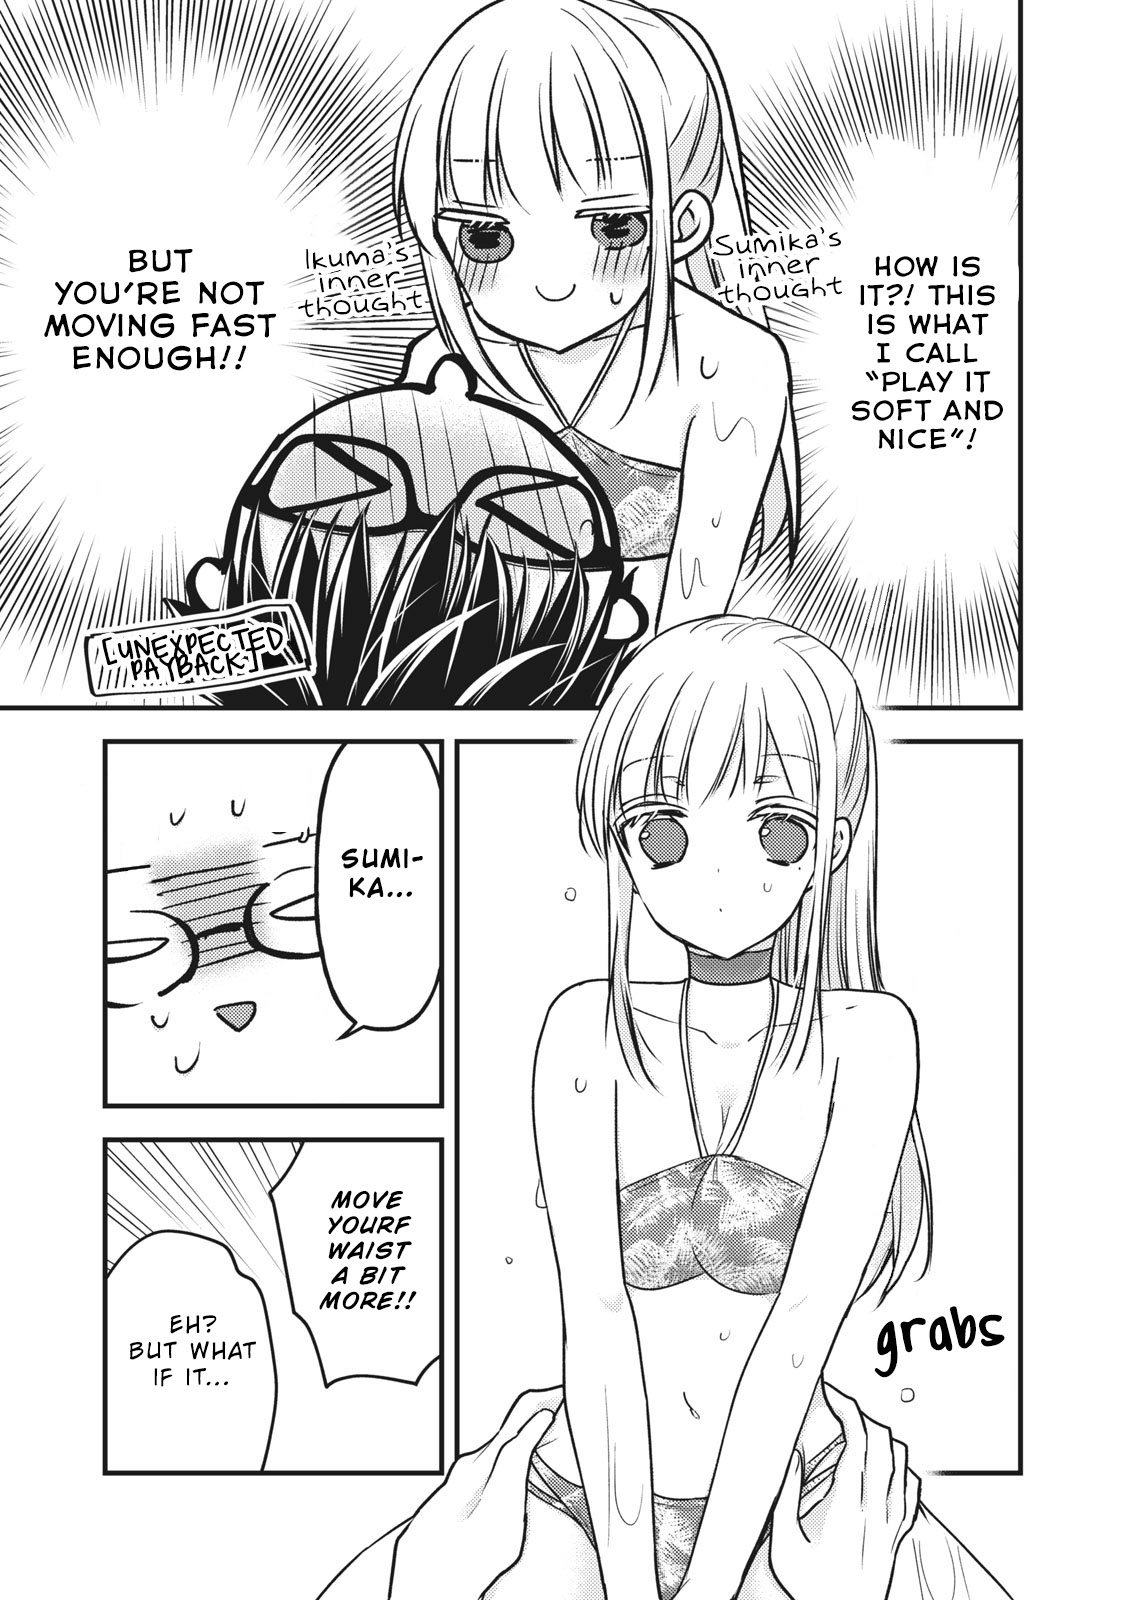 HOW IS
IT?! THIS
IS WHAT
I CALL
"PLAY IT
SOFT AND
NICE"!
Sumika's
inner
thought
Ikuma's
inner
thought
BUT
YOU'RE NOT
MOVING FAST
ENOUGH!!
[UNEXPECTED
PAYBACK]
grabs
SUMI-
KA...
MOVE
YOURF
WAIST
A BIT
MORE!!
EH?
BUT WHAT
IF IT...